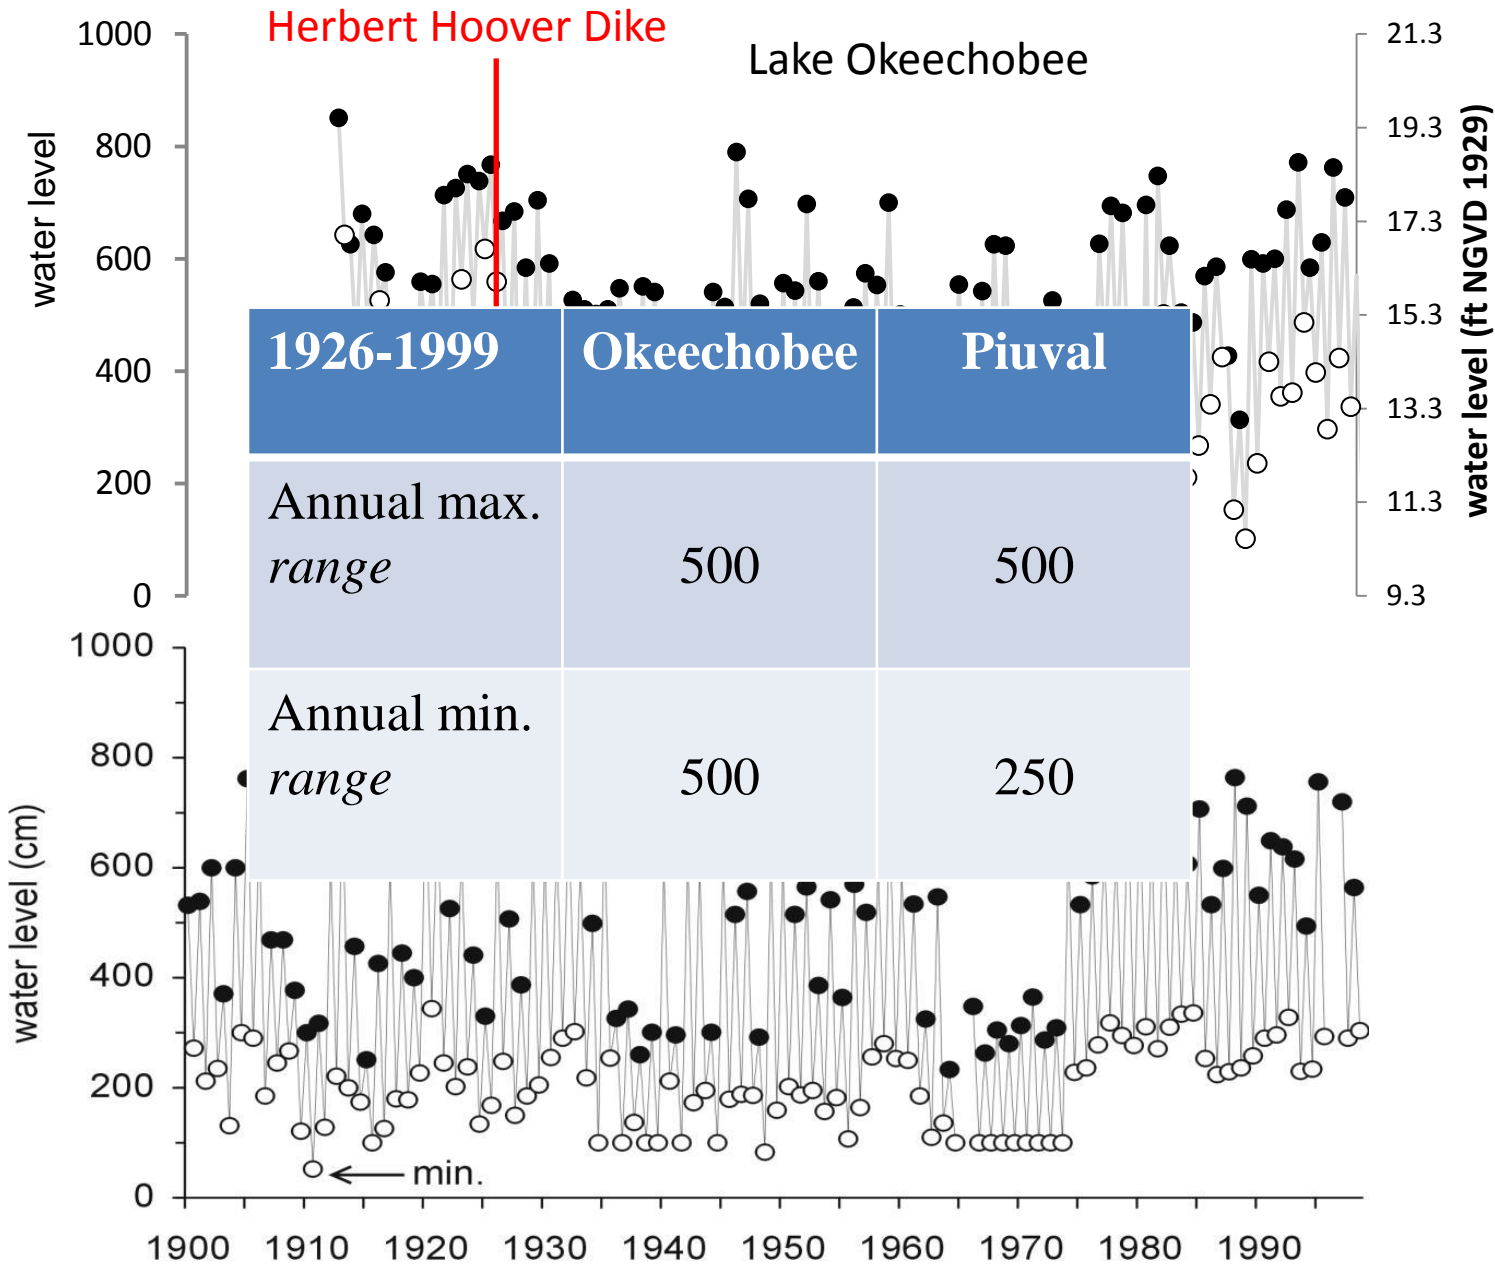 Herbert Hoover Dike
Lake Okeechobee
water level
1000
800
600
400
200
0
21.3
19.3
17.3
15.3
13.3
11.3
9.3
water level (ft NGVD 1929)
1926-1999 Okeechobee Piuval
Annual max.
range 500 500
Annual min.
range 500 250
water level (cm)
1000
800
600
400
200
0
min.
1900 1910 1920 1930 1940 1950 1960 1970 1980 1990